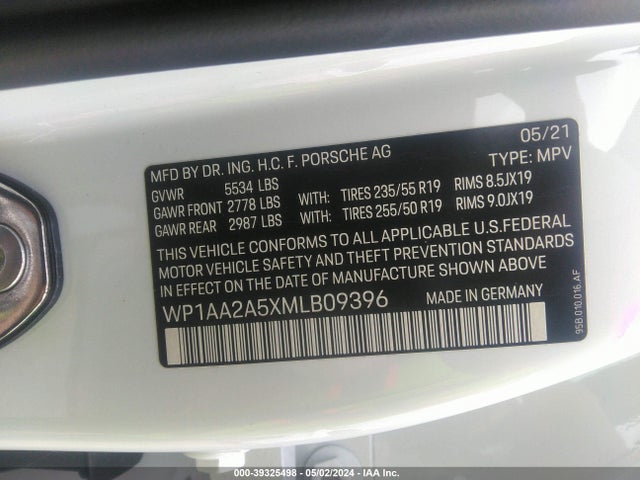 05/21
MFD BY DR. ING. H.C. F. PORSCHE AG
GVWR 5534 LBS TYPE: MPV
GAWR FRONT 2778 LBS WITH: TIRES 235/55 R19 RIMS 8.5JX19
GAWR REAR 2987 LBS WITH: TIRES 255/50 R19 RIMS 9.0JX19
THIS VEHICLE CONFORMS TO ALL APPLICABLE U.S.FEDERAL
MOTOR VEHICLE SAFETY AND THEFT PREVENTION STANDARDS
IN EFFECT ON THE DATE OF MANUFACTURE SHOWN ABOVE
WP1AA2A5XMLB09396 MADE IN GERMANY
95B.010.016.AF
000-39325498 - 05/02/2024 - IAA Inc.